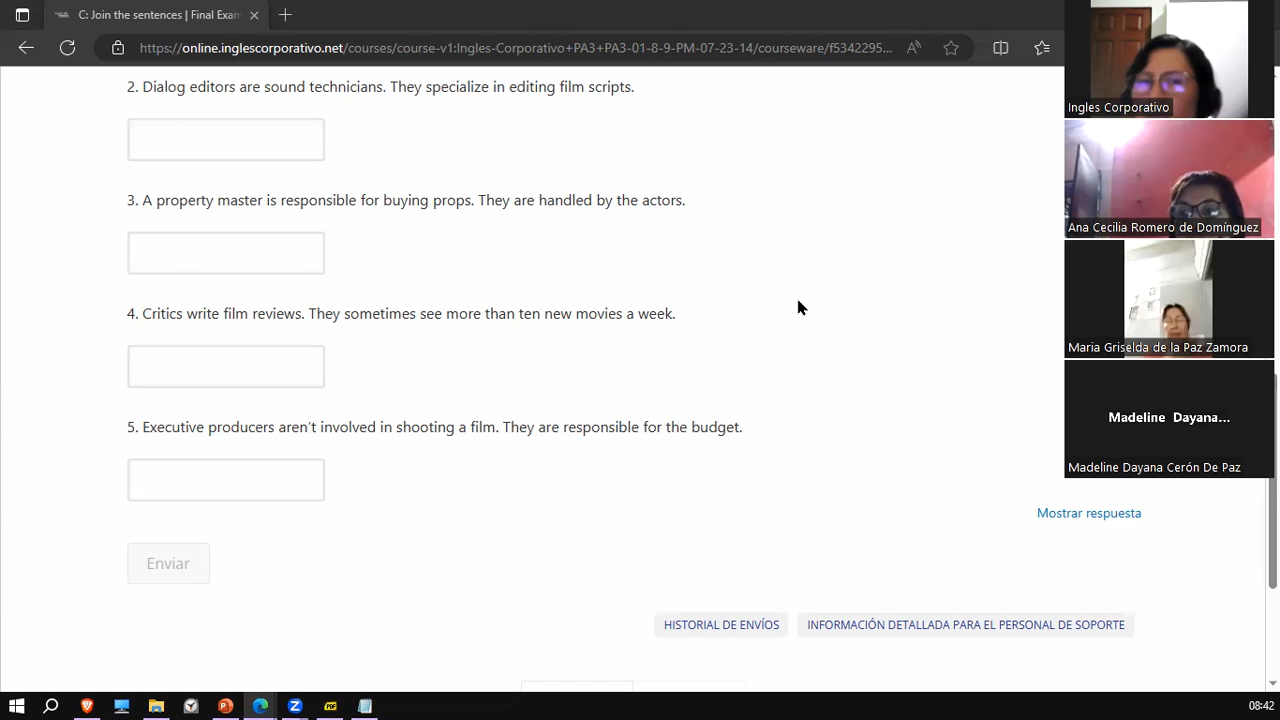 C: Join the sentences | Final Exam
https://online.inglescorporativo.net/courses/course-v1:Ingles-Corporativo+PA3+PA3-01-8-9-PM-07-23-14/courseware/f5342295...
2. Dialog editors are sound technicians. They specialize in editing film scripts.
3. A property master is responsible for buying props. They are handled by the actors.
4. Critics write film reviews. They sometimes see more than ten new movies a week.
5. Executive producers aren't involved in shooting a film. They are responsible for the budget.
Mostrar respuesta
Enviar
HISTORIAL DE ENVÍOS
INFORMACIÓN DETALLADA PARA EL PERSONAL DE SOPORTE
Ingles Corporativo
Ana Cecilia Romero de Domínguez
Maria Griselda de la Paz Zamora
Madeline Dayana...
Madeline Dayana Cerón De Paz
08:42